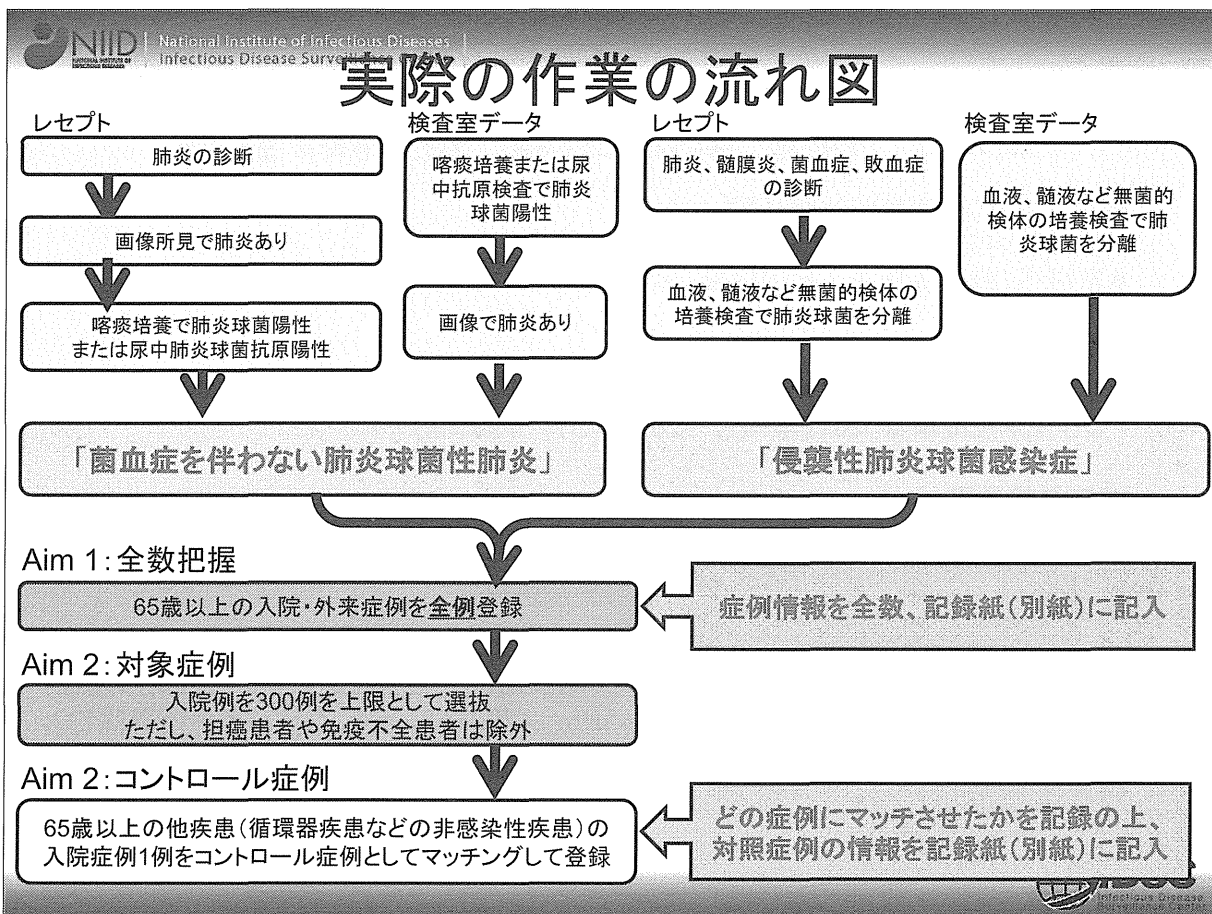 NIID
NATIONAL INSTITUTE OF
INFECTIOUS DISEASES
National Institute of Infectious Diseases
Infectious Disease Surveillance
実際の作業の流れ図
レセプト
肺炎の診断
画像所見で肺炎あり
喀痰培養で肺炎球菌陽性
または尿中肺炎球菌抗原陽性
検査室データ
喀痰培養または尿
中抗原検査で肺炎
球菌陽性
画像で肺炎あり
「菌血症を伴わない肺炎球菌性肺炎」
レセプト
肺炎、髄膜炎、菌血症、敗血症
の診断
血液、髄液など無菌的検体の
培養検査で肺炎球菌を分離
検査室データ
血液、髄液など無菌的
検体の培養検査で肺
炎球菌を分離
「侵襲性肺炎球菌感染症」
Aim 1：全数把握
65歳以上の入院・外来症例を全例登録
症例情報を全数、記録紙（別紙）に記入
Aim 2：対象症例
入院例を300例を上限として選抜
ただし、担癌患者や免疫不全患者は除外
Aim 2：コントロール症例
65歳以上の他疾患（循環器疾患などの非感染性疾患）の
入院症例1例をコントロール症例としてマッチングして登録
どの症例にマッチさせたかを記録の上、
対照症例の情報を記録紙（別紙）に記入
Infectious Disease
Surveillance Center